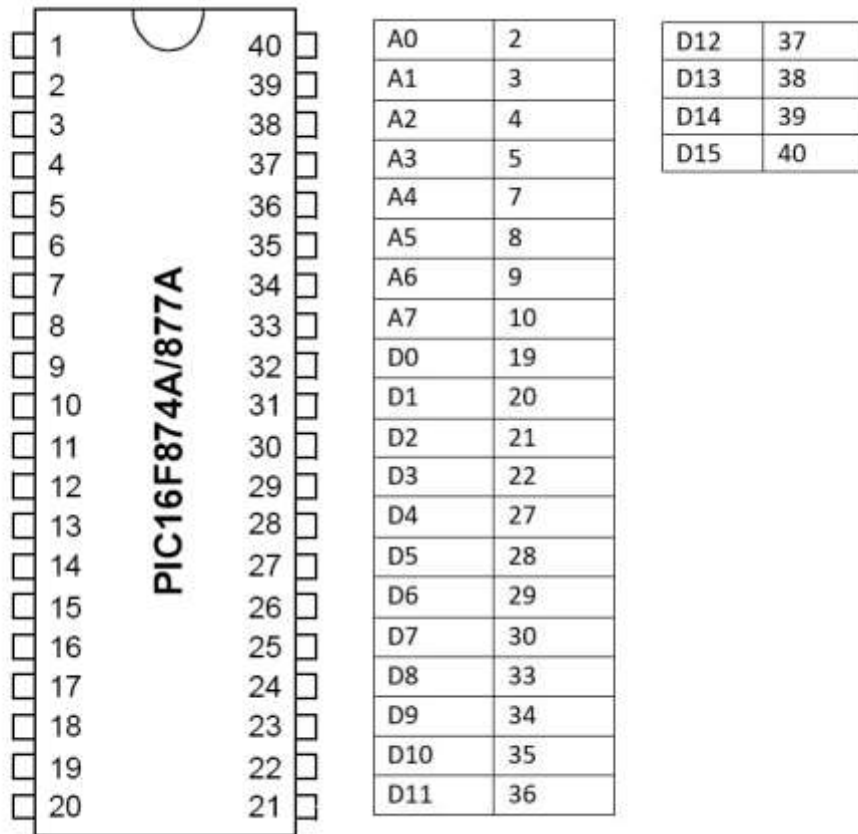 1 40
2 39
3 38
4 37
5 36
6 35
7 34
8 33
9 32
10 31
11 30
12 29
13 28
14 27
15 26
16 25
17 24
18 23
19 22
20 21
PIC16F874A/877A
A0 2
A1 3
A2 4
A3 5
A4 7
A5 8
A6 9
A7 10
D0 19
D1 20
D2 21
D3 22
D4 27
D5 28
D6 29
D7 30
D8 33
D9 34
D10 35
D11 36
D12 37
D13 38
D14 39
D15 40